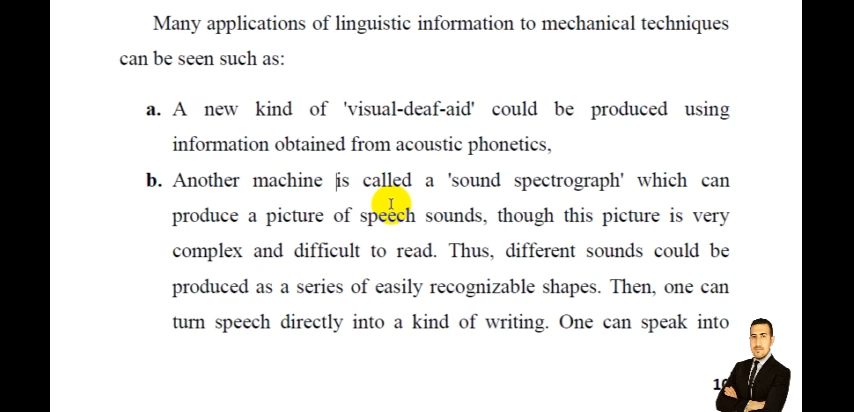 Many applications of linguistic information to mechanical techniques
can be seen such as:
a. A new kind of 'visual-deaf-aid' could be produced using
information obtained from acoustic phonetics,
b. Another machine is called a 'sound spectrograph' which can
produce a picture of speech sounds, though this picture is very
complex and difficult to read. Thus, different sounds could be
produced as a series of easily recognizable shapes. Then, one can
turn speech directly into a kind of writing. One can speak into